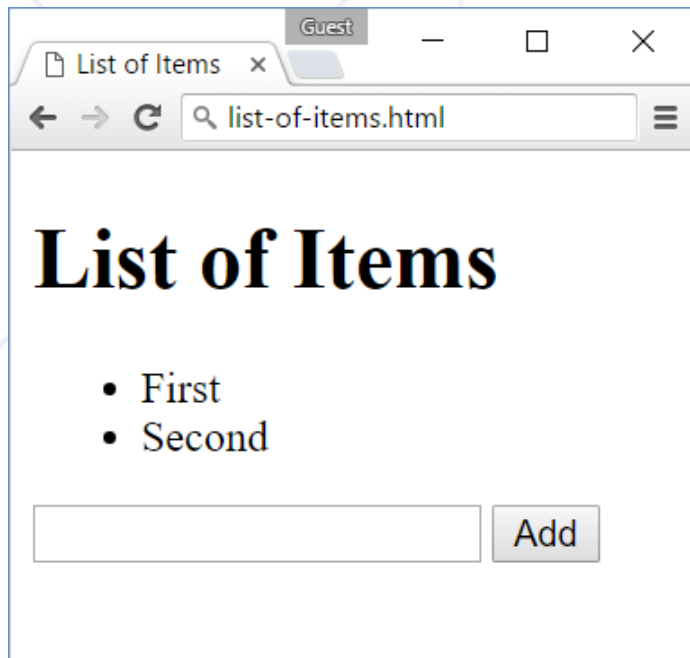 Guest
List of Items
list-of-items.html
List of Items
First
Second
Add